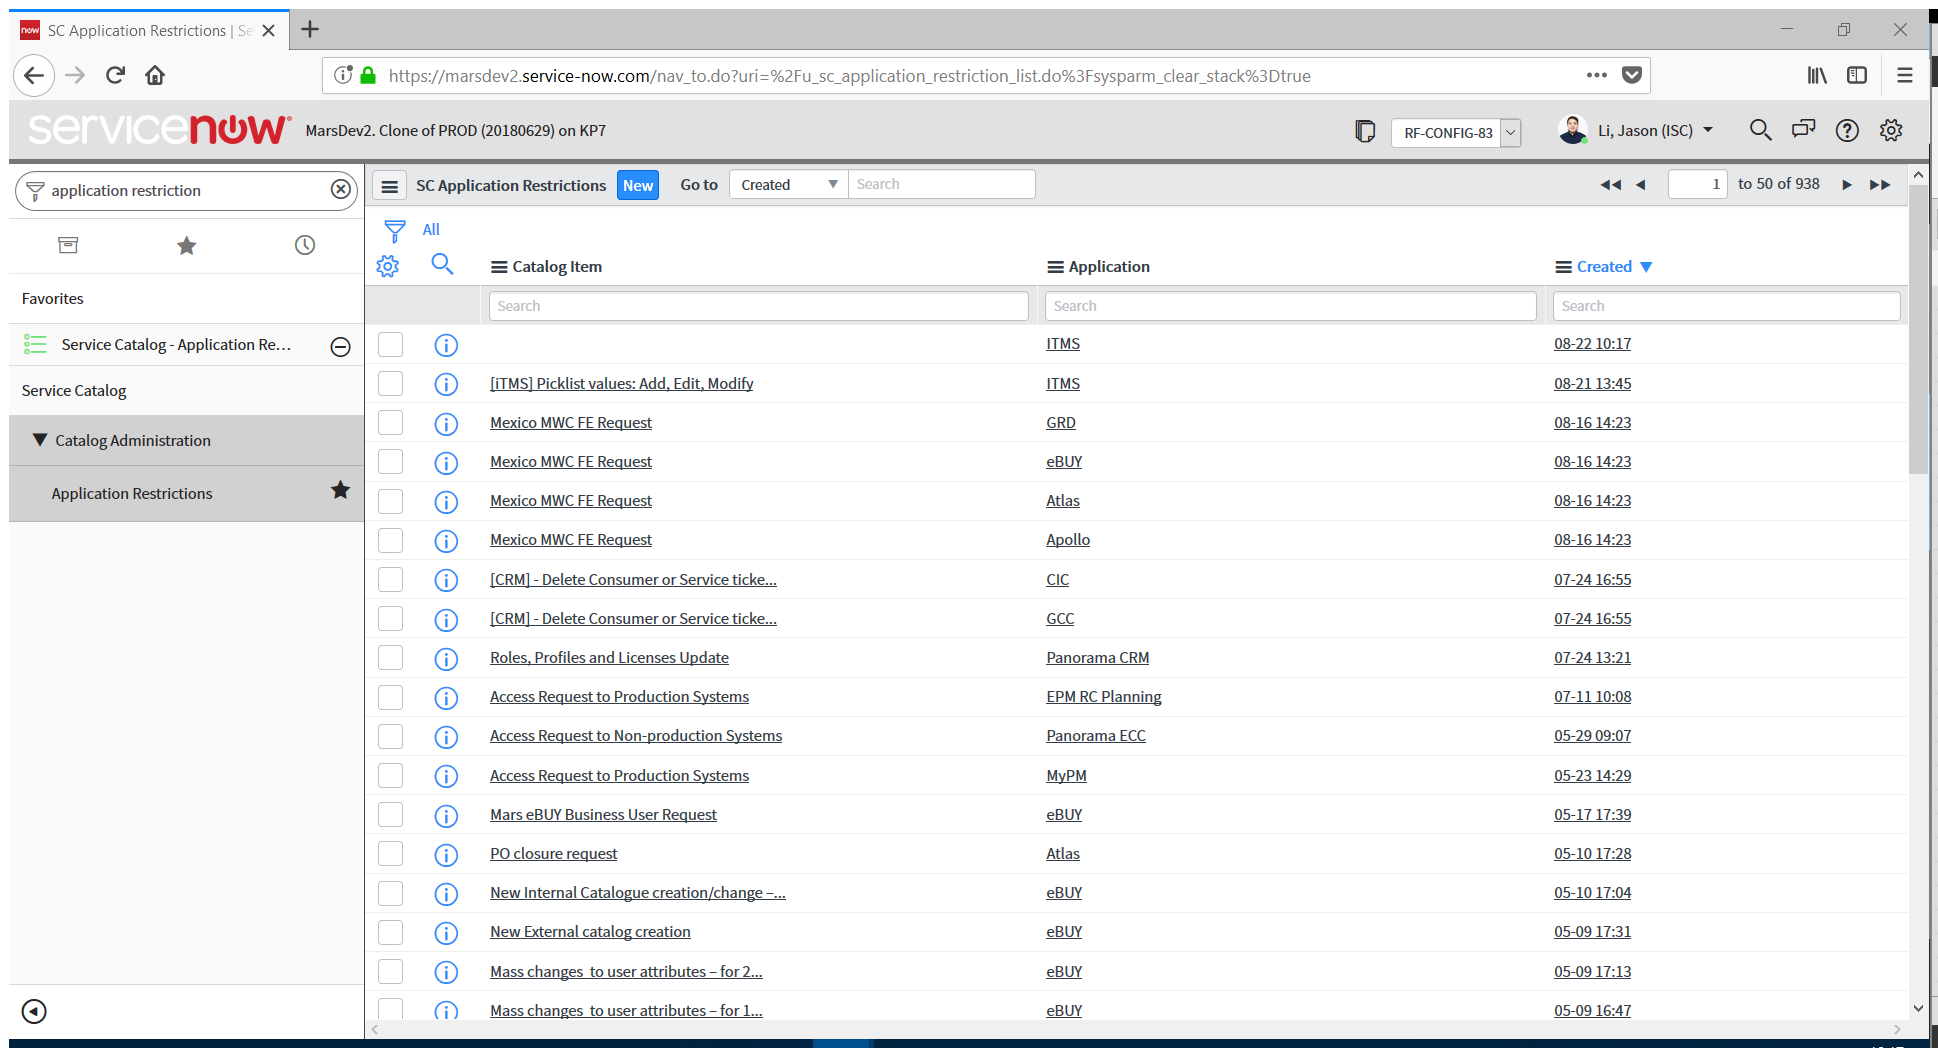 now SC Application Restrictions | Se
https://marsdev2.service-now.com/nav_to.do?uri=%2Fu_sc_application_restriction_list.do%3Fsysparm_clear_stack%3Dtrue
servicenow MarsDev2. Clone of PROD (20180629) on KP7 RF-CONFIG-83 Li, Jason (ISC)
application restriction
SC Application Restrictions New Go to Created Search 1 to 50 of 938
All
Favorites
Service Catalog - Application Re...
Service Catalog
Catalog Administration
Application Restrictions
Catalog Item Application Created
Search Search Search
ITMS 08-22 10:17
[iTMS] Picklist values: Add, Edit, Modify ITMS 08-21 13:45
Mexico MWC FE Request GRD 08-16 14:23
Mexico MWC FE Request eBUY 08-16 14:23
Mexico MWC FE Request Atlas 08-16 14:23
Mexico MWC FE Request Apollo 08-16 14:23
[CRM] - Delete Consumer or Service ticke... CIC 07-24 16:55
[CRM] - Delete Consumer or Service ticke... GCC 07-24 16:55
Roles, Profiles and Licenses Update Panorama CRM 07-24 13:21
Access Request to Production Systems EPM RC Planning 07-11 10:08
Access Request to Non-production Systems Panorama ECC 05-29 09:07
Access Request to Production Systems MyPM 05-23 14:29
Mars eBUY Business User Request eBUY 05-17 17:39
PO closure request Atlas 05-10 17:28
New Internal Catalogue creation/change –... eBUY 05-10 17:04
New External catalog creation eBUY 05-09 17:31
Mass changes  to user attributes – for 2... eBUY 05-09 17:13
Mass changes  to user attributes – for 1... eBUY 05-09 16:47